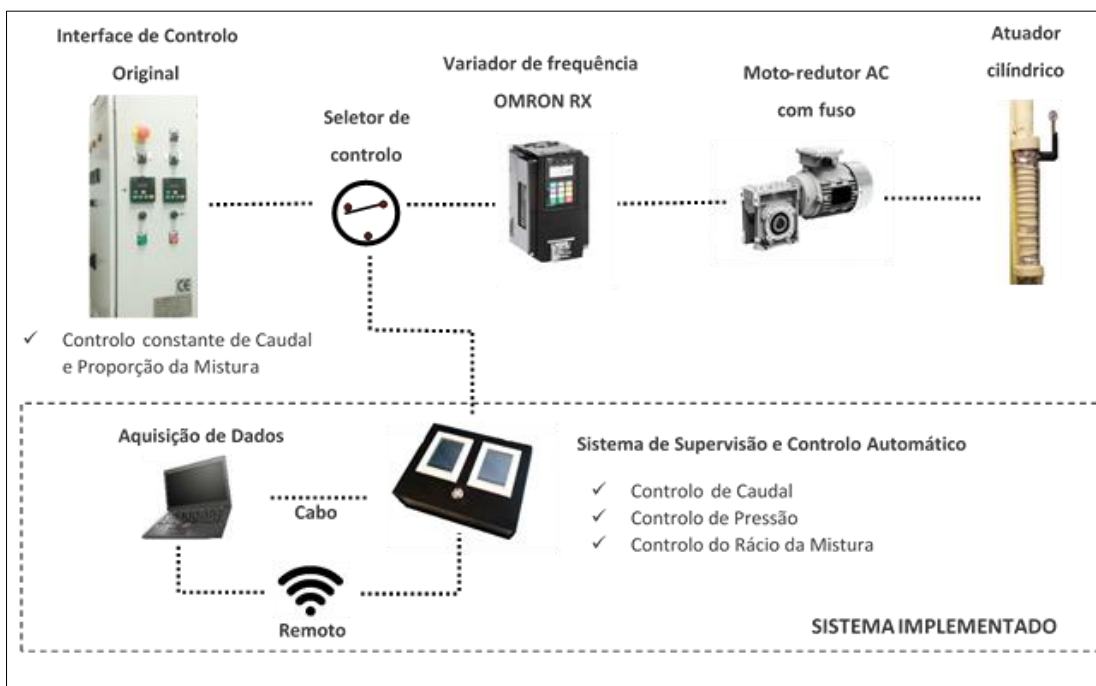 Interface de Controlo
Original
Seletor de
controlo
Variador de frequência
OMRON RX
Moto-redutor AC
com fuso
Atuador
cilíndrico
CE
✓ Controlo constante de Caudal
e Proporção da Mistura
Aquisição de Dados
Cabo
Remoto
Sistema de Supervisão e Controlo Automático
✓ Controlo de Caudal
✓ Controlo de Pressão
✓ Controlo do Rácio da Mistura
SISTEMA IMPLEMENTADO